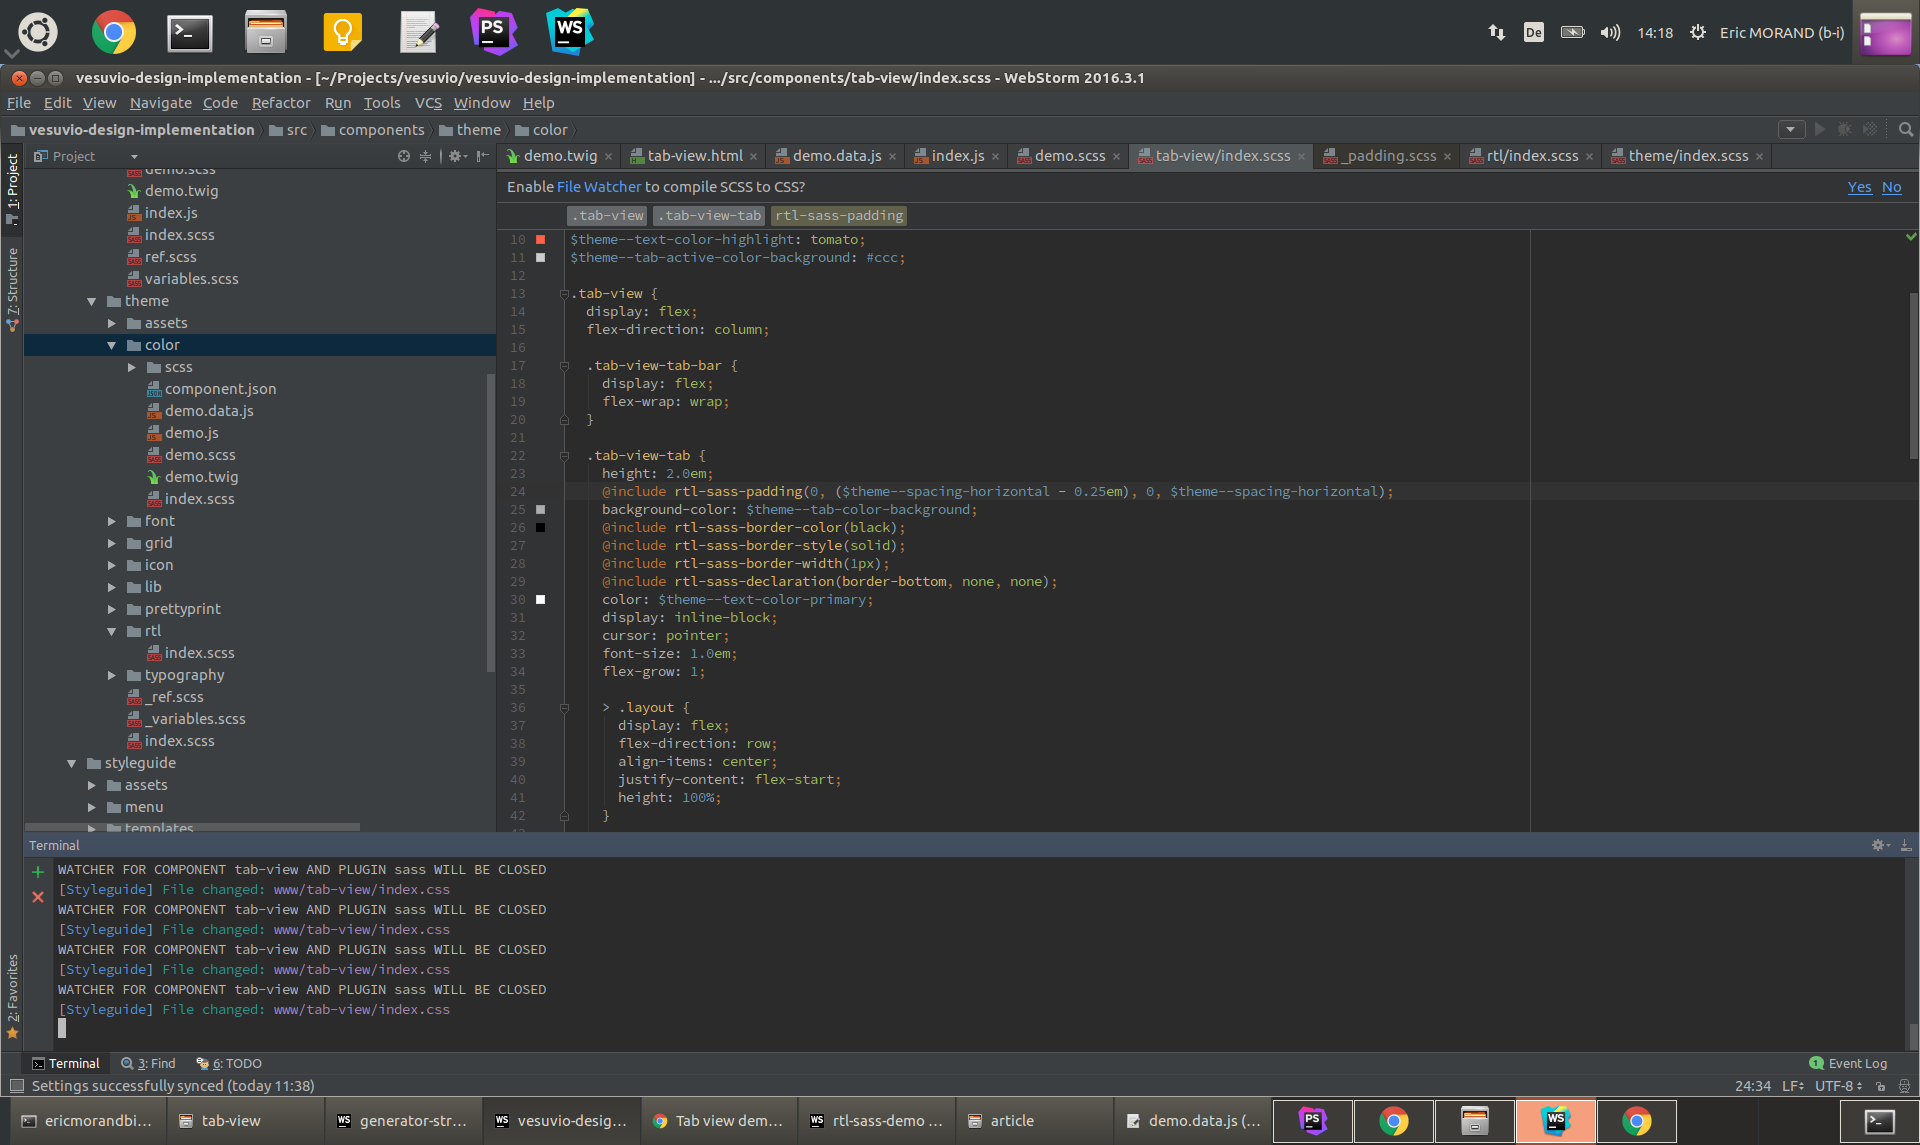 PS
WS
De
14:18
Eric MORAND (b-i)
vesuvio-design-implementation - [~/Projects/vesuvio/vesuvio-design-implementation] - .../src/components/tab-view/index.scss - WebStorm 2016.3.1
File Edit View Navigate Code Refactor Run Tools VCS Window Help
vesuvio-design-implementation src components theme color
Project
demo.twig tab-view.html demo.data.js index.js demo.scss tab-view/index.scss _padding.scss rtl/index.scss theme/index.scss
Enable File Watcher to compile SCSS to CSS? Yes No
.tab-view .tab-view-tab rtl-sass-padding
1: Project
7: Structure
2: Favorites
demo.scss
demo.twig
index.js
index.scss
ref.scss
variables.scss
theme
assets
color
scss
component.json
demo.data.js
demo.js
demo.scss
demo.twig
index.scss
font
grid
icon
lib
prettyprint
rtl
index.scss
typography
_ref.scss
_variables.scss
index.scss
styleguide
assets
menu
templates
10 $theme--text-color-highlight: tomato;
11 $theme--tab-active-color-background: #ccc;
12
13 .tab-view {
14 display: flex;
15 flex-direction: column;
16
17 .tab-view-tab-bar {
18 display: flex;
19 flex-wrap: wrap;
20 }
21
22 .tab-view-tab {
23 height: 2.0em;
24 @include rtl-sass-padding(0, ($theme--spacing-horizontal - 0.25em), 0, $theme--spacing-horizontal);
25 background-color: $theme--tab-color-background;
26 @include rtl-sass-border-color(black);
27 @include rtl-sass-border-style(solid);
28 @include rtl-sass-border-width(1px);
29 @include rtl-sass-declaration(border-bottom, none, none);
30 color: $theme--text-color-primary;
31 display: inline-block;
32 cursor: pointer;
33 font-size: 1.0em;
34 flex-grow: 1;
35
36 > .layout {
37 display: flex;
38 flex-direction: row;
39 align-items: center;
40 justify-content: flex-start;
41 height: 100%;
42 }
Terminal
WATCHER FOR COMPONENT tab-view AND PLUGIN sass WILL BE CLOSED
[Styleguide] File changed: www/tab-view/index.css
WATCHER FOR COMPONENT tab-view AND PLUGIN sass WILL BE CLOSED
[Styleguide] File changed: www/tab-view/index.css
WATCHER FOR COMPONENT tab-view AND PLUGIN sass WILL BE CLOSED
[Styleguide] File changed: www/tab-view/index.css
WATCHER FOR COMPONENT tab-view AND PLUGIN sass WILL BE CLOSED
[Styleguide] File changed: www/tab-view/index.css
Terminal 3: Find 6: TODO 1 Event Log
Settings successfully synced (today 11:38) 24:34 LF UTF-8
ericmorandbi... tab-view WS generator-str... WS vesuvio-desig... Tab view dem... WS rtl-sass-demo ... article demo.data.js (... PS WS